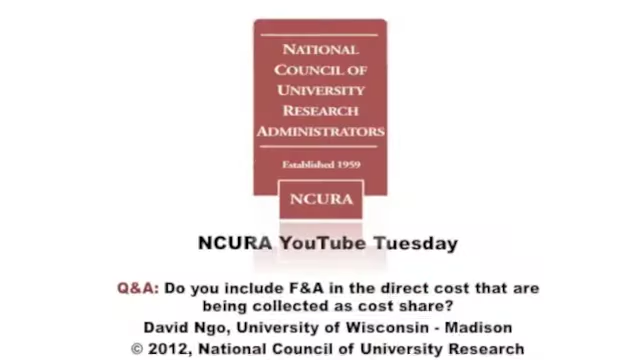 NATIONAL
COUNCIL OF
UNIVERSITY
RESEARCH
ADMINISTRATORS
Established 1959
NCURA
NCURA YouTube Tuesday
Q&A: Do you include F&A in the direct cost that are
being collected as cost share?
David Ngo, University of Wisconsin - Madison
© 2012, National Council of University Research